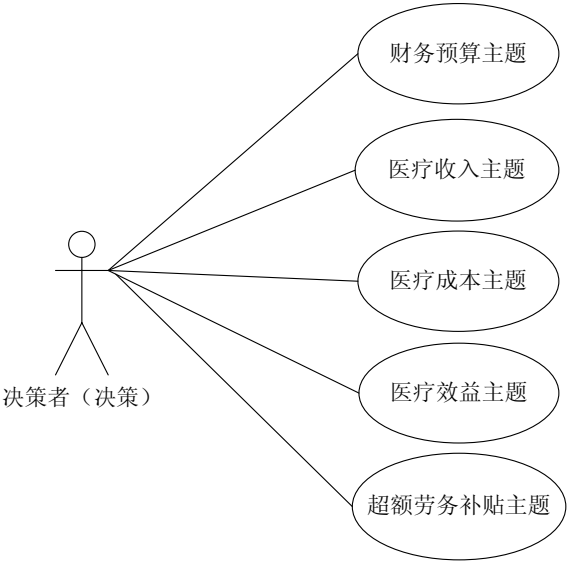 财务预算主题
医疗收入主题
医疗成本主题
医疗效益主题
决策者（决策）
超额劳务补贴主题